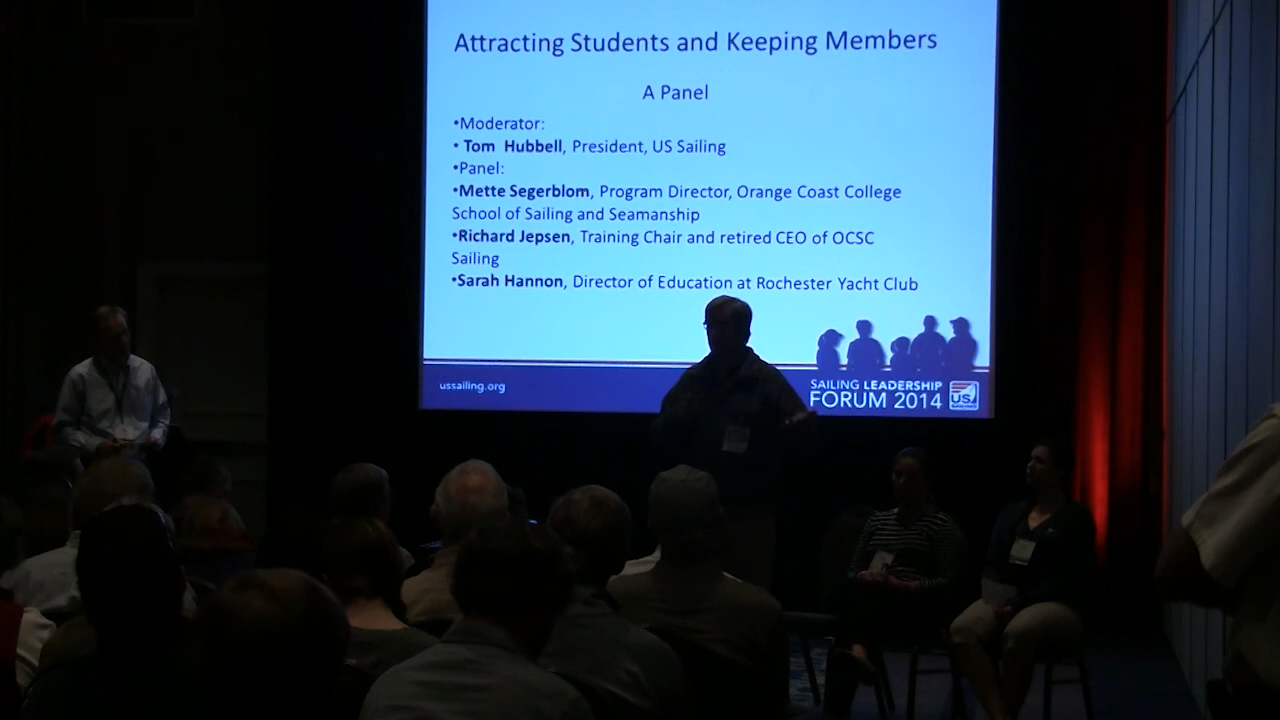 Attracting Students and Keeping Members
A Panel
•Moderator:
• Tom Hubbell, President, US Sailing
•Panel:
•Mette Segerblom, Program Director, Orange Coast College
School of Sailing and Seamanship
•Richard Jepsen, Training Chair and retired CEO of OCSC
Sailing
•Sarah Hannon, Director of Education at Rochester Yacht Club
ussailing.org
SAILING LEADERSHIP
FORUM 2014
US